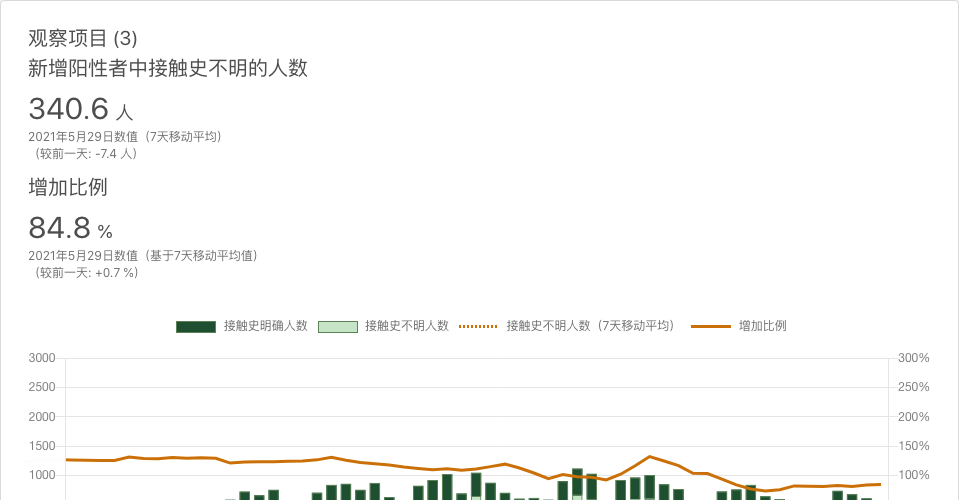 观察项目 (3)
新增阳性者中接触史不明的人数
340.6 人
2021年5月29日数值（7天移动平均）
（较前一天: -7.4 人）
增加比例
84.8 %
2021年5月29日数值（基于7天移动平均值）
（较前一天: +0.7 %）
接触史明确人数 接触史不明人数 接触史不明人数（7天移动平均） 增加比例
3000 300%
2500 250%
2000 200%
1500 150%
1000 100%